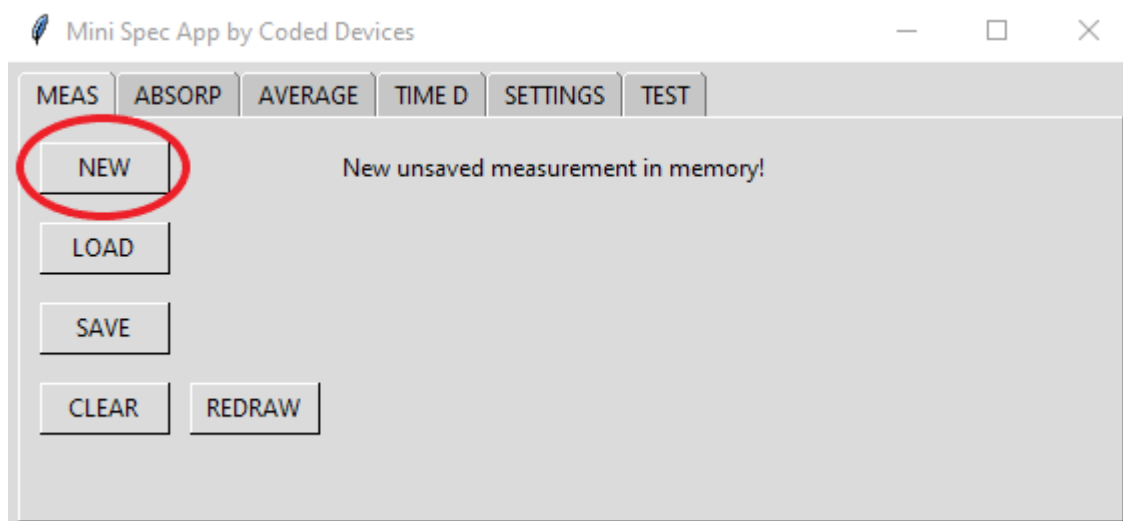 Mini Spec App by Coded Devices
MEAS ABSORP AVERAGE TIME D SETTINGS TEST
NEW New unsaved measurement in memory!
LOAD
SAVE
CLEAR REDRAW